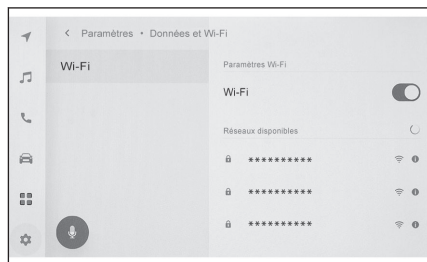 < Paramètres • Données et Wi-Fi
Wi-Fi
Paramètres Wi-Fi
Wi-Fi
Réseaux disponibles
**********
**********
**********